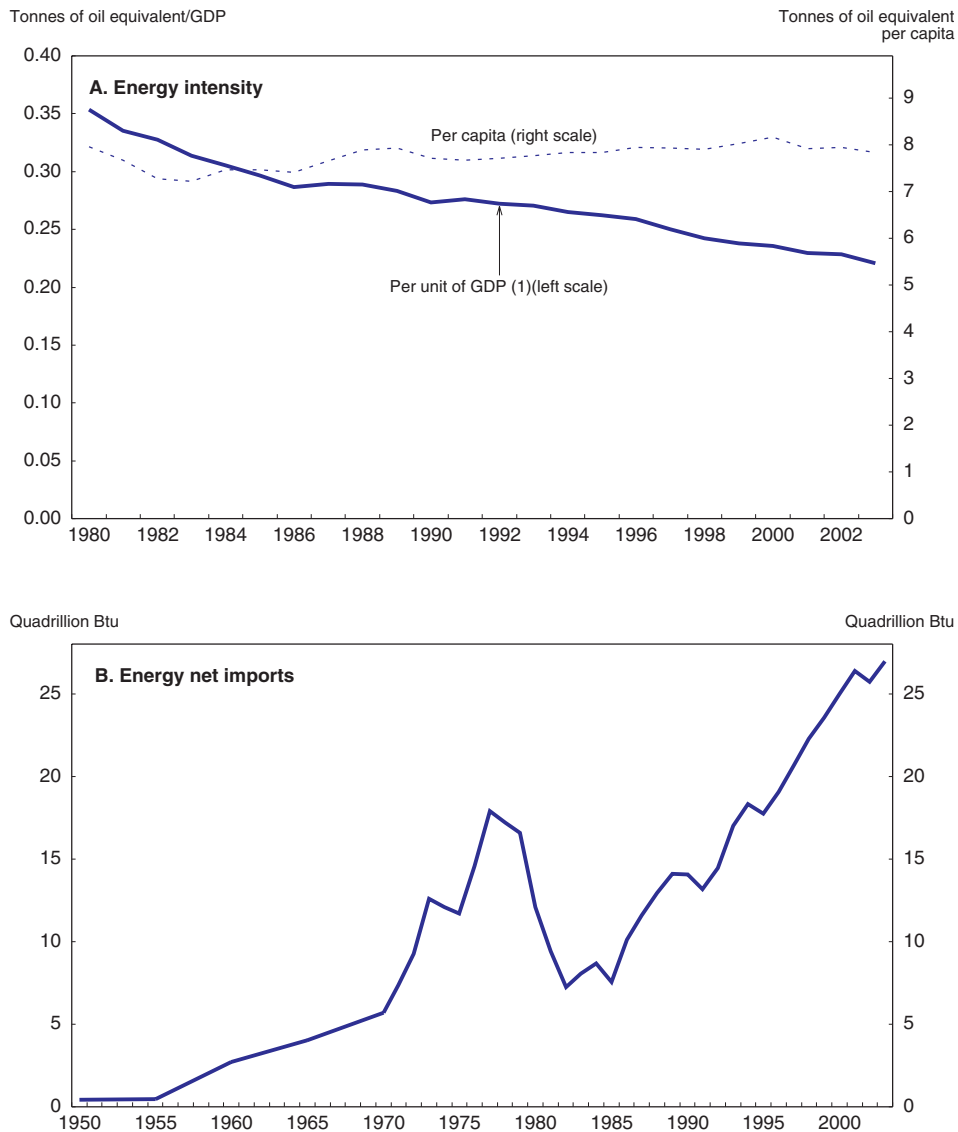 Tonnes of oil equivalent/GDP
Tonnes of oil equivalent
per capita
A. Energy intensity
0.40
0.35
0.30
0.25
0.20
0.15
0.10
0.05
0.00
9
8
7
6
5
4
3
2
1
0
Per capita (right scale)
Per unit of GDP (1)(left scale)
1980 1982 1984 1986 1988 1990 1992 1994 1996 1998 2000 2002
Quadrillion Btu
Quadrillion Btu
B. Energy net imports
25
20
15
10
5
0
25
20
15
10
5
0
1950 1955 1960 1965 1970 1975 1980 1985 1990 1995 2000